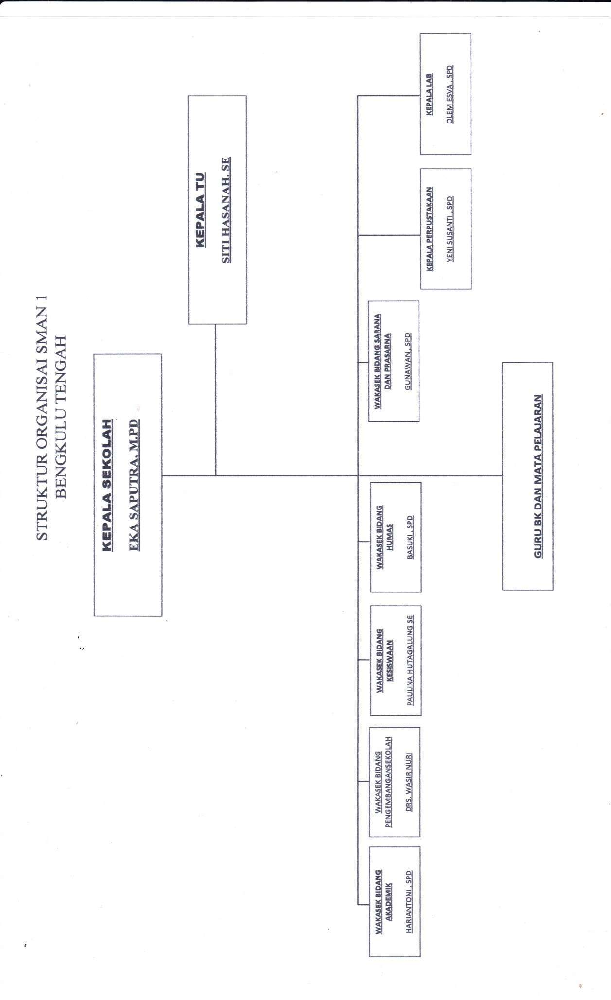 STRUKTUR ORGANISAI SMAN 1
BENGKULU TENGAH
KEPALA SEKOLAH
EKA SAPUTRA, M.PD
KEPALA TU
SITI HASANAH, SE
WAKASEK BIDANG
AKADEMIK
HARIANTONI , SPD
WAKASEK BIDANG
PENGEMBANGANSEKOLAH
DRS. WASIR NURI
WAKASEK BIDANG
KESISWAAN
PAULINA HUTAGALUNG SE
WAKASEK BIDANG
HUMAS
BASUKI , SPD
WAKASEK BIDANG SARANA
DAN PRASARNA
GUNAWAN , SPD
KEPALA PERPUSTAKAAN
YENI SUSANTI , SPD
KEPALA LAB
OLEM ESVA , SPD
GURU BK DAN MATA PELAJARAN